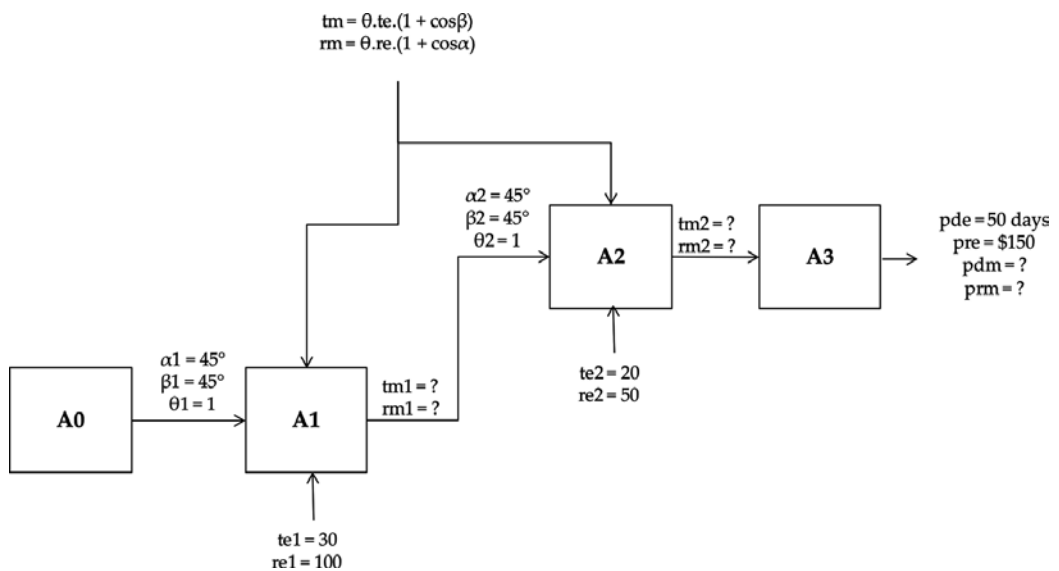 tm = θ.te.(1 + cosβ)
rm = θ.re.(1 + cosα)
α2 = 45°
β2 = 45°
θ2 = 1
A2
tm2 = ?
rm2 = ?
A3
pde = 50 days
pre = $150
pdm = ?
prm = ?
te2 = 20
re2 = 50
A0
α1 = 45°
β1 = 45°
θ1 = 1
A1
tm1 = ?
rm1 = ?
te1 = 30
re1 = 100